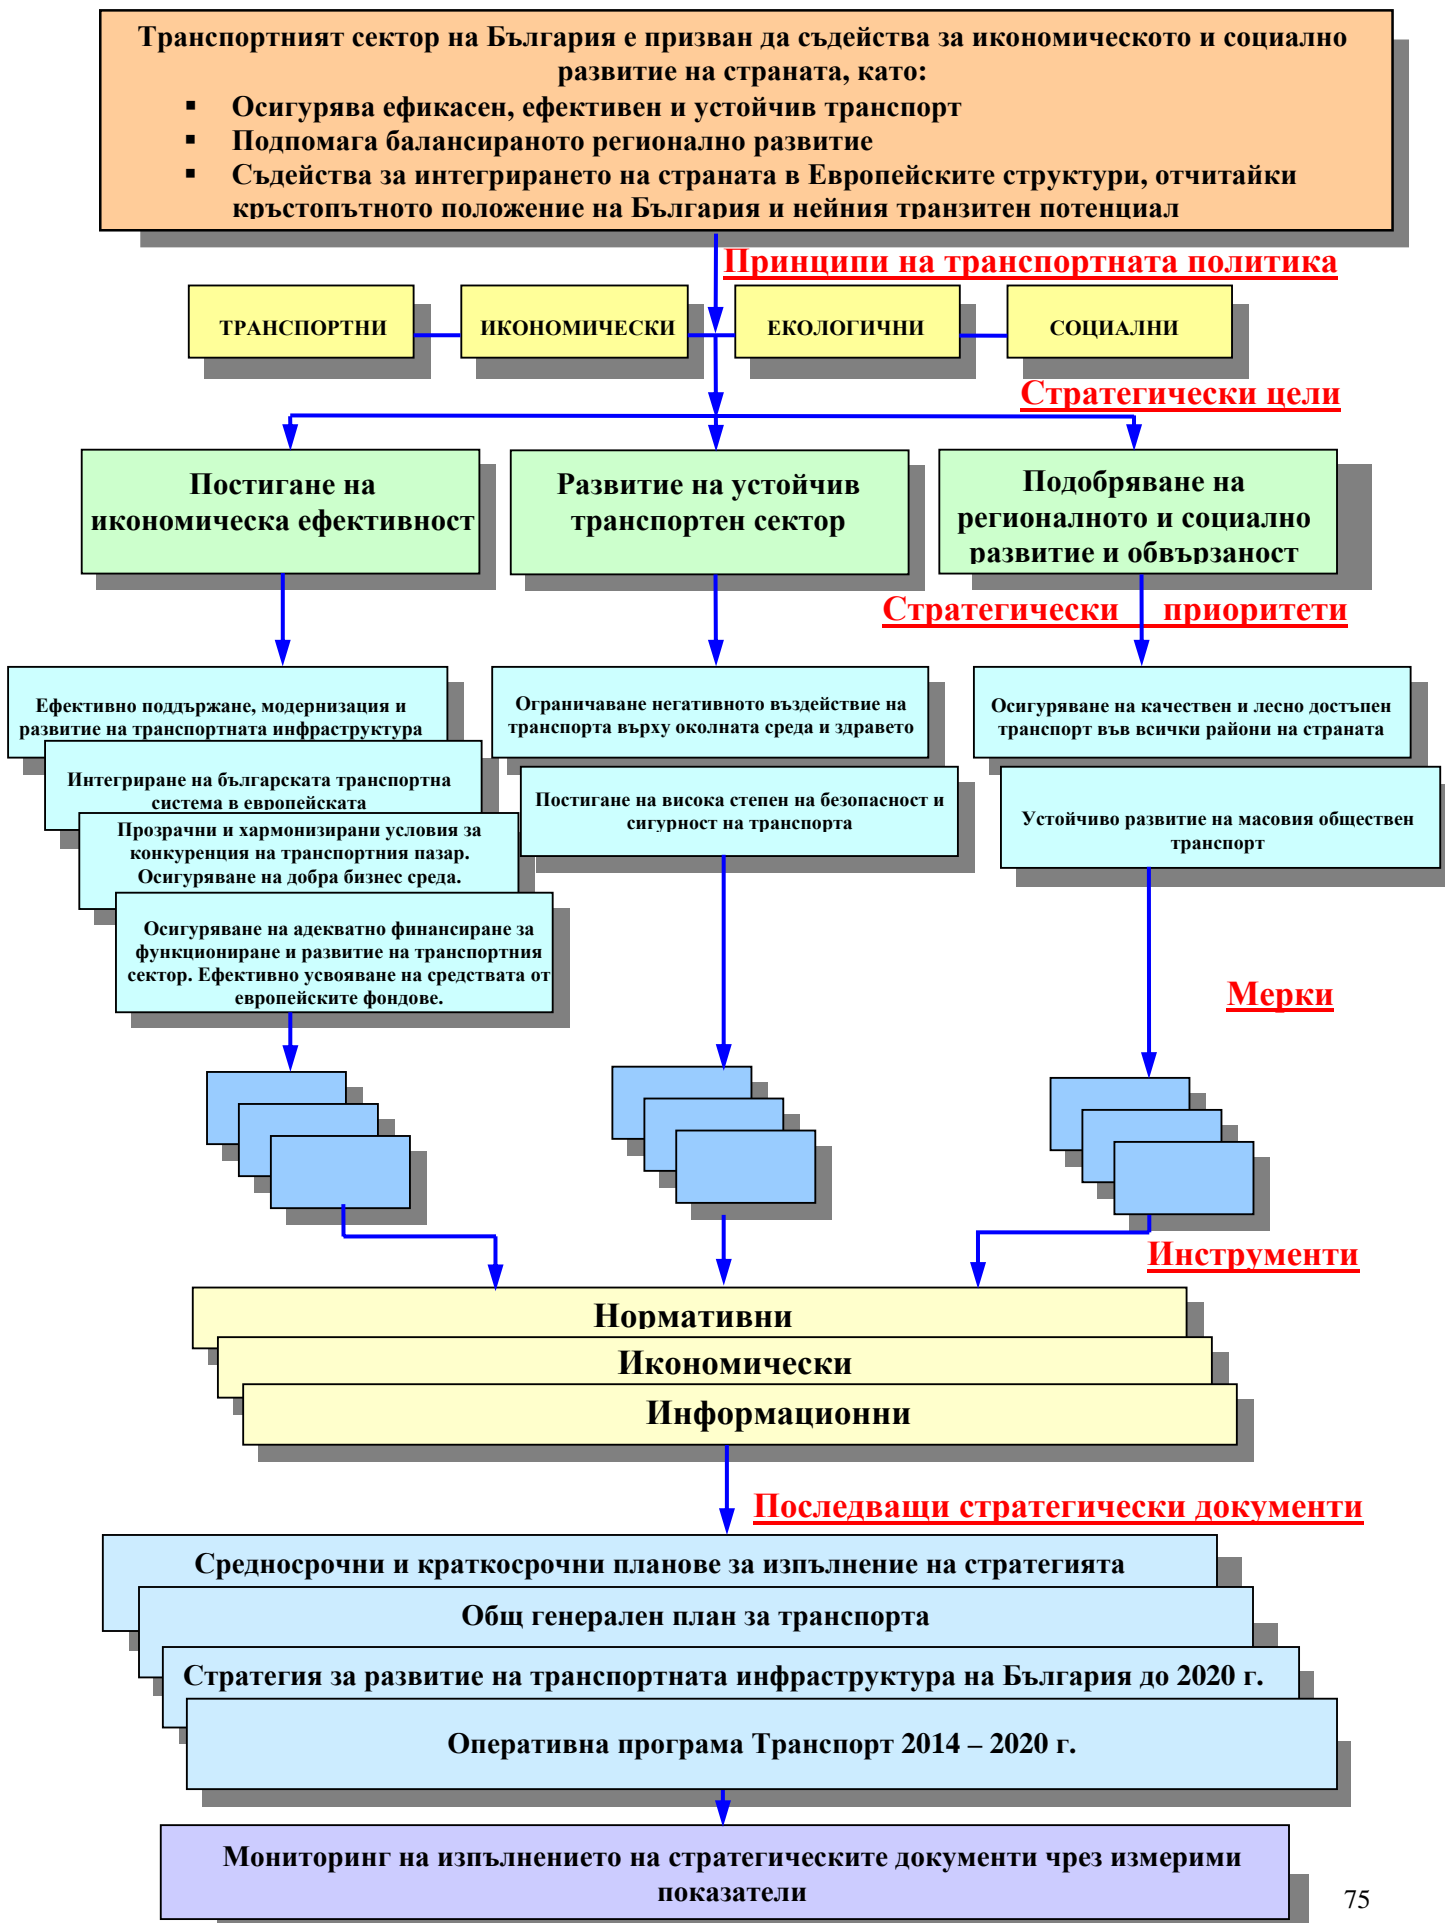 Транспортният сектор на България е призван да съдейства за икономическото и социално
развитие на страната, като:
▪ Осигурява ефикасен, ефективен и устойчив транспорт
▪ Подпомага балансираното регионално развитие
▪ Съдейства за интегрирането на страната в Европейските структури, отчитайки
кръстопътното положение на България и нейния транзитен потенциал
Принципи на транспортната политика
ТРАНСПОРТНИ
ИКОНОМИЧЕСКИ
ЕКОЛОГИЧНИ
СОЦИАЛНИ
Стратегически цели
Постигане на
икономическа ефективност
Развитие на устойчив
транспортен сектор
Подобряване на
регионалното и социално
развитие и обвързаност
Стратегически приоритети
Ефективно поддържане, модернизация и
развитие на транспортната инфраструктура
Интегриране на българската транспортна
система в европейската
Прозрачни и хармонизирани условия за
конкуренция на транспортния пазар.
Осигуряване на добра бизнес среда.
Осигуряване на адекватно финансиране за
функциониране и развитие на транспортния
сектор. Ефективно усвояване на средствата от
европейските фондове.
Ограничаване негативното въздействие на
транспорта върху околната среда и здравето
Постигане на висока степен на безопасност и
сигурност на транспорта
Осигуряване на качествен и лесно достъпен
транспорт във всички райони на страната
Устойчиво развитие на масовия обществен
транспорт
Мерки
Инструменти
Нормативни
Икономически
Информационни
Последващи стратегически документи
Средносрочни и краткосрочни планове за изпълнение на стратегията
Общ генерален план за транспорта
Стратегия за развитие на транспортната инфраструктура на България до 2020 г.
Оперативна програма Транспорт 2014 – 2020 г.
Мониторинг на изпълнението на стратегическите документи чрез измерими
показатели
75